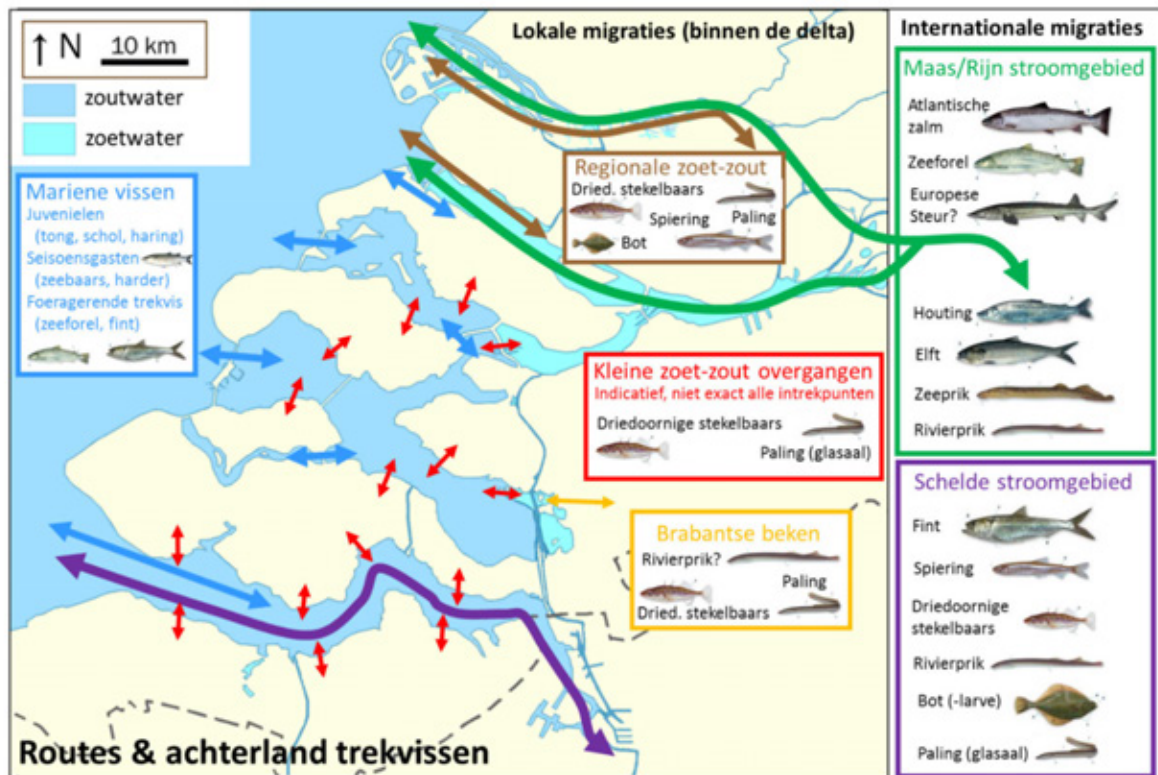 N
10 km
zoutwater
zoetwater
Lokale migraties (binnen de delta)
Mariene vissen
Juvenielen
(tong, schol, haring)
Seisoensgasten
(zeebaars, harder)
Foeragerende trekvis
(zeeforel, fint)
Regionale zoet-zout
Dried. stekelbaars
Spiering
Paling
Bot
Kleine zoet-zout overgangen
Indicatief, niet exact alle intrekpunten
Driedoornige stekelbaars
Paling (glasaal)
Brabantse beken
Rivierprik?
Paling
Dried. stekelbaars
Routes & achterland trekvissen
Internationale migraties
Maas/Rijn stroomgebied
Atlantische
zalm
Zeeforel
Europese
Steur?
Houting
Elft
Zeeprik
Rivierprik
Schelde stroomgebied
Fint
Spiering
Driedoornige
stekelbaars
Rivierprik
Bot (-larve)
Paling (glasaal)